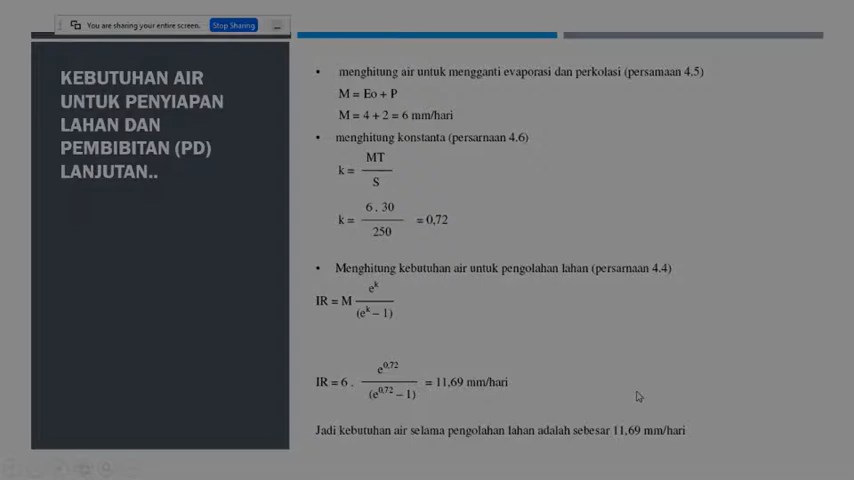 You are sharing your entire screen.
Stop Sharing
KEBUTUHAN AIR
UNTUK PENYIAPAN
LAHAN DAN
PEMBIBITAN (PD)
LANJUTAN..
• menghitung air untuk mengganti evaporasi dan perkolasi (persamaan 4.5)
M = Eo + P
M = 4 + 2 = 6 mm/hari
• menghitung konstanta (persarnaan 4.6)
k = MT / S
k = 6 . 30 / 250 = 0,72
• Menghitung kebutuhan air untuk pengolahan lahan (persarnaan 4.4)
IR = M e^k / (e^k – 1)
IR = 6 . e^0,72 / (e^0,72 – 1) = 11,69 mm/hari
Jadi kebutuhan air selama pengolahan lahan adalah sebesar 11,69 mm/hari